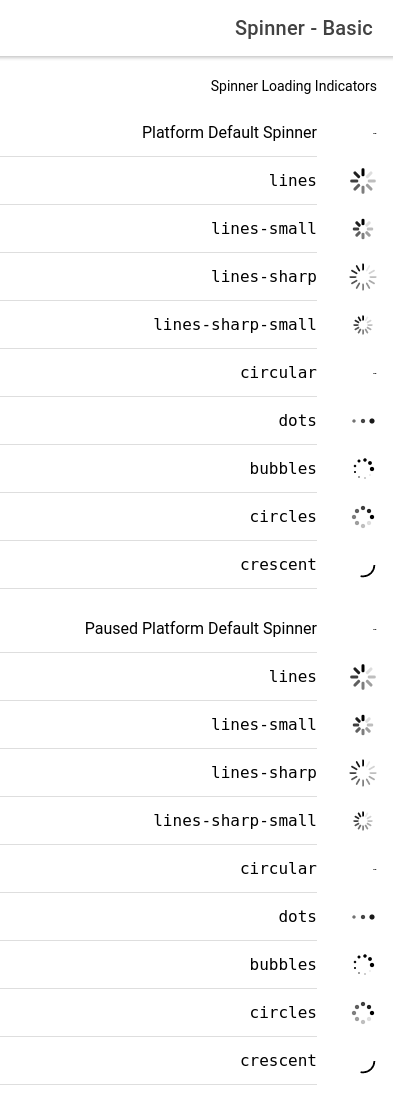 Spinner - Basic
Spinner Loading Indicators
Platform Default Spinner
lines
lines-small
lines-sharp
lines-sharp-small
circular
dots
bubbles
circles
crescent
Paused Platform Default Spinner
lines
lines-small
lines-sharp
lines-sharp-small
circular
dots
bubbles
circles
crescent